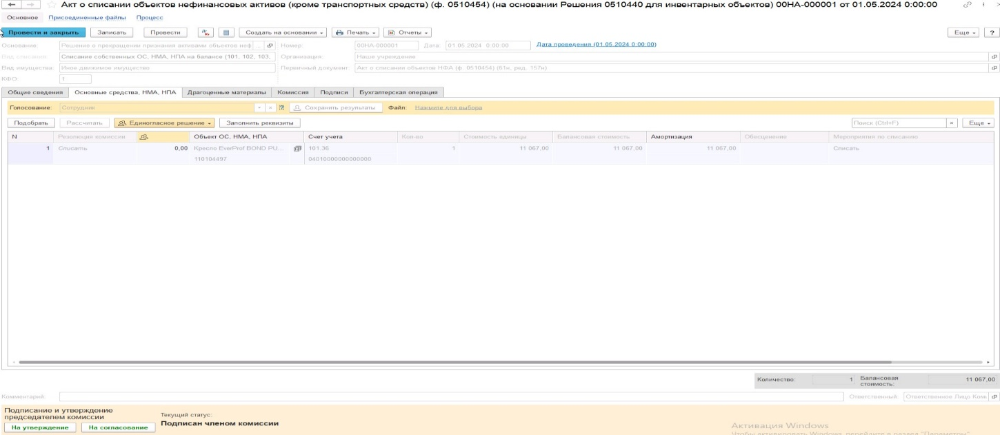 Акт о списании объектов нефинансовых активов (кроме транспортных средств) (ф. 0510454) (на основании Решения 0510440 для инвентарных объектов) 00НА-000001 от 01.05.2024 0:00:00
Основное Присоединенные файлы Процесс
Провести и закрыть Записать Провести Дт Кт Создать на основании Печать Отчеты Еще ?
Основание: Решение о прекращении признания активами объектов неф ... Номер: 00НА-000001 Дата: 01.05.2024 0:00:00 Дата проведения (01.05.2024 0:00:00)
Вид списания: Списание собственных ОС, НМА, НПА на балансе (101, 102, 103, Организация: Наше учреждение
Вид имущества: Иное движимое имущество Первичный документ: Акт о списании объектов НФА (ф. 0510454) (61н, ред. 157н)
КФО: 1
Общие сведения Основные средства, НМА, НПА Драгоценные материалы Комиссия Подписи Бухгалтерская операция
Голосование: Сотрудник Сохранить результаты Файл: Нажмите для выбора
Подобрать Рассчитать Единогласное решение Заполнить реквизиты Поиск (Ctrl+F) × Еще
N Резолюция комиссии Объект ОС, НМА, НПА Счет учета Кол-во Стоимость единицы Балансовая стоимость Амортизация Обесценение Мероприятия по списанию
1 Списать 0,00 Кресло EverProf BOND PU... 101.36 1 11 067,00 11 067,00 11 067,00 Списать
110104497 04010000000000000
Количество: 1 Балансовая стоимость: 11 067,00
Комментарий: Ответственный: Ответственное Лицо Коми
Подписание и утверждение
председателем комиссии
Текущий статус:
Подписан членом комиссии
На утверждение На согласование
Активация Windows
Чтобы активировать Windows, перейдите в раздел "Параметры".